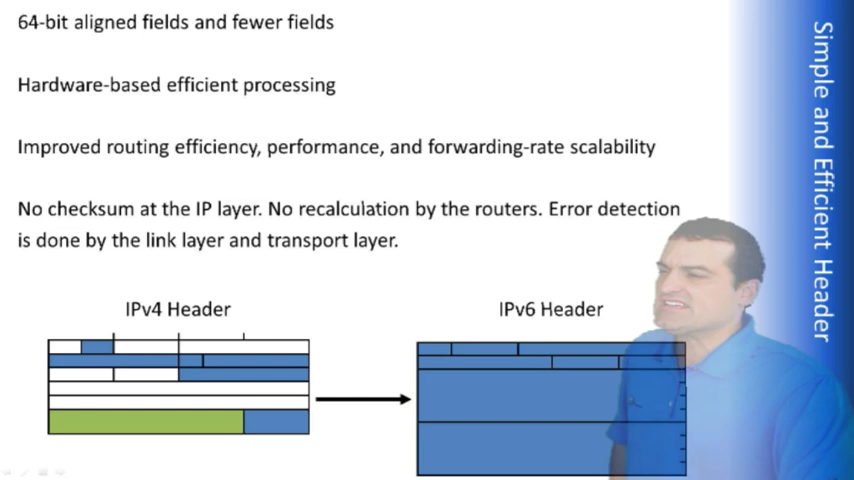 64-bit aligned fields and fewer fields
Hardware-based efficient processing
Improved routing efficiency, performance, and forwarding-rate scalability
No checksum at the IP layer. No recalculation by the routers. Error detection
is done by the link layer and transport layer.
IPv4 Header
IPv6 Header
Simple and Efficient Header